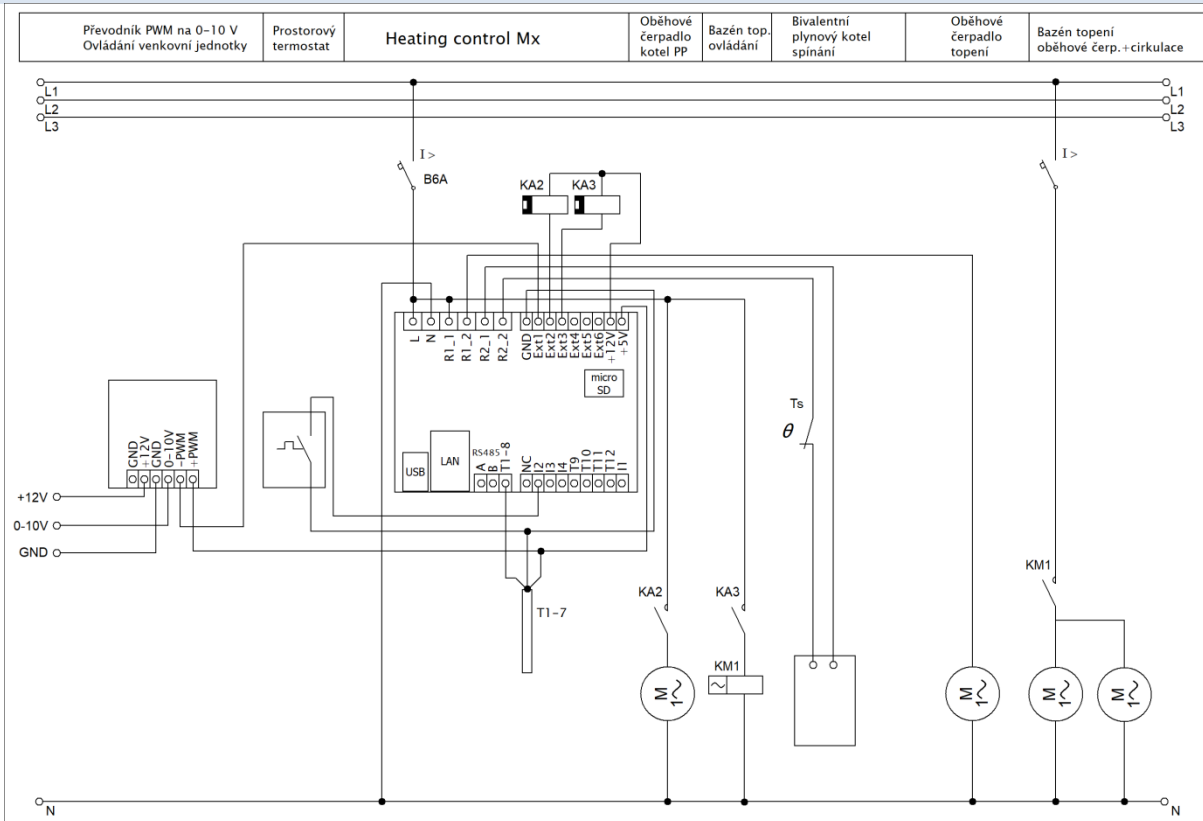 Převodník PWM na 0-10 V
Ovládání venkovní jednotky
Prostorový
termostat
Heating control Mx
Oběhové
čerpadlo
kotel PP
Bazén top.
ovládání
Bivalentní
plynový kotel
spínání
Oběhové
čerpadlo
topení
Bazén topení
oběhové čerp.+cirkulace
L1
L2
L3
L1
L2
L3
I >
B6A
I >
KA2
KA3
L
N
R1_1
R1_2
R2_1
R2_2
GND
Ext1
Ext2
Ext3
Ext4
Ext5
Ext6
+12V
+5V
micro
SD
USB
LAN
RS485
A
B
T1-8
NC
I2
I3
I4
T9
T10
T11
T12
I1
GND
+12V
GND
0-10V
-PWM
+PWM
+12V
0-10V
GND
Ts
θ
T1-7
KA2
KA3
KM1
KM1
M
1
M
1
M
1
M
1
N
N